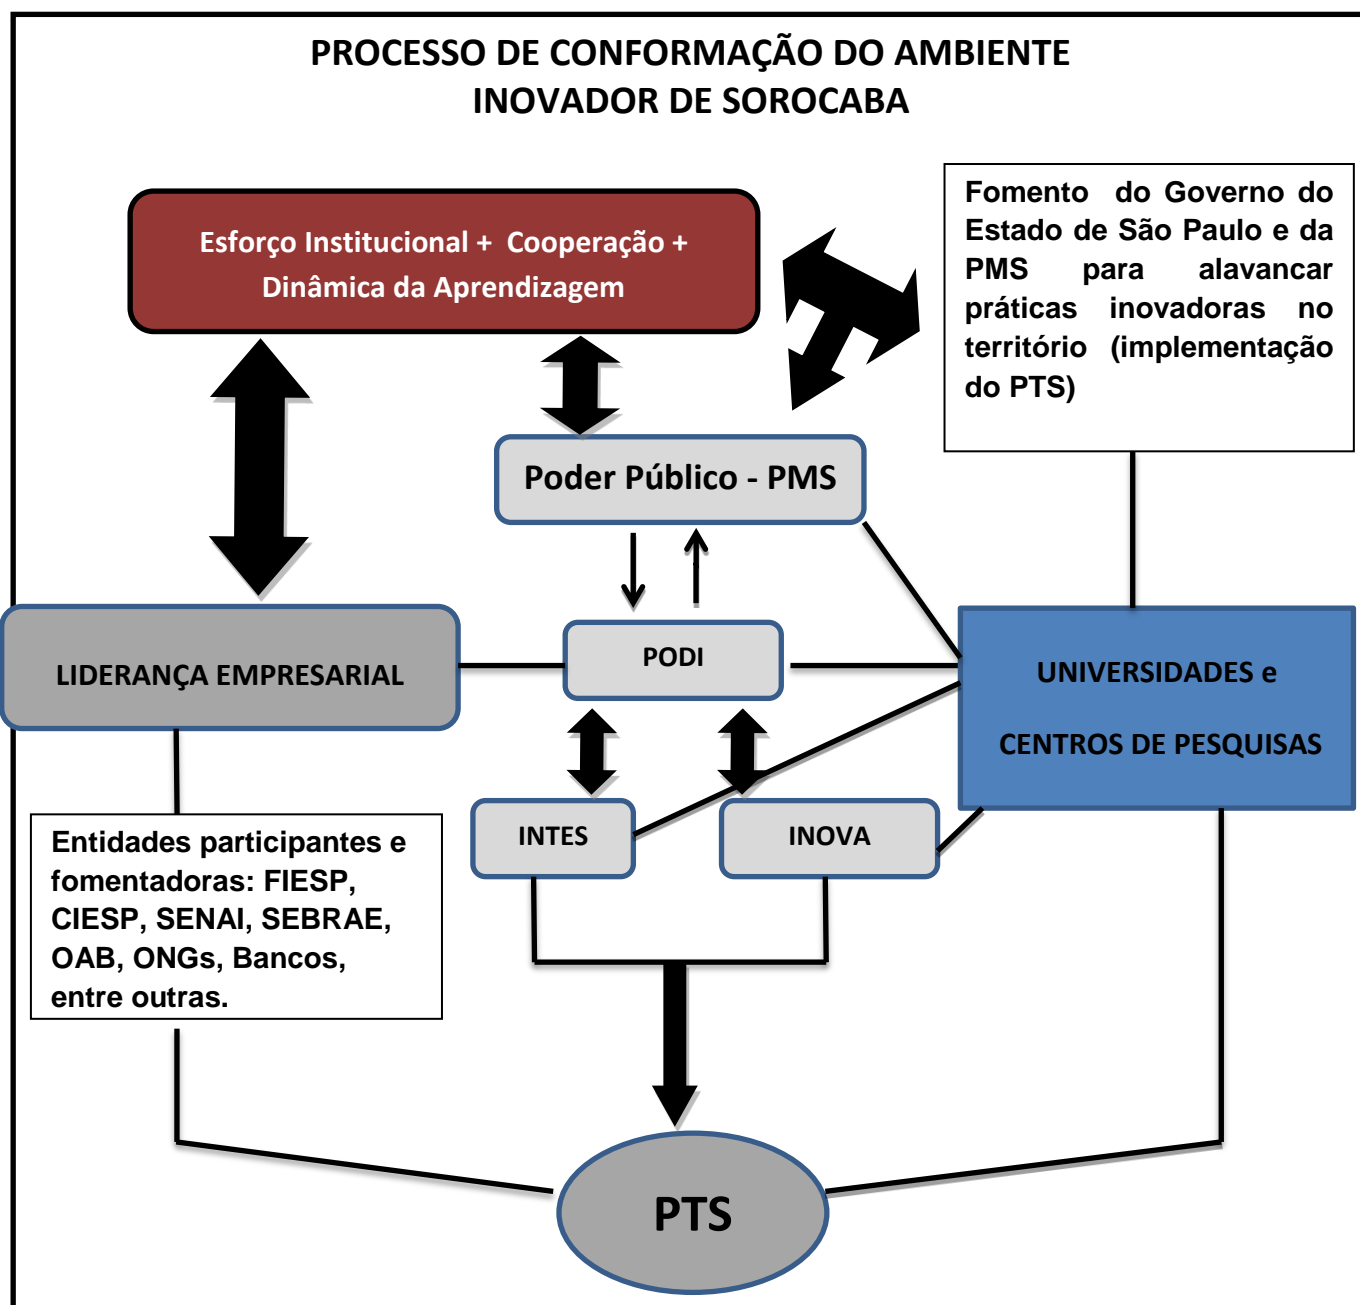 PROCESSO DE CONFORMAÇÃO DO AMBIENTE
INOVADOR DE SOROCABA
Esforço Institucional + Cooperação +
Dinâmica da Aprendizagem
Fomento do Governo do
Estado de São Paulo e da
PMS para alavancar
práticas inovadoras no
território (implementação
do PTS)
Poder Público - PMS
LIDERANÇA EMPRESARIAL
PODI
UNIVERSIDADES e
CENTROS DE PESQUISAS
INTES
INOVA
Entidades participantes e
fomentadoras: FIESP,
CIESP, SENAI, SEBRAE,
OAB, ONGs, Bancos,
entre outras.
PTS